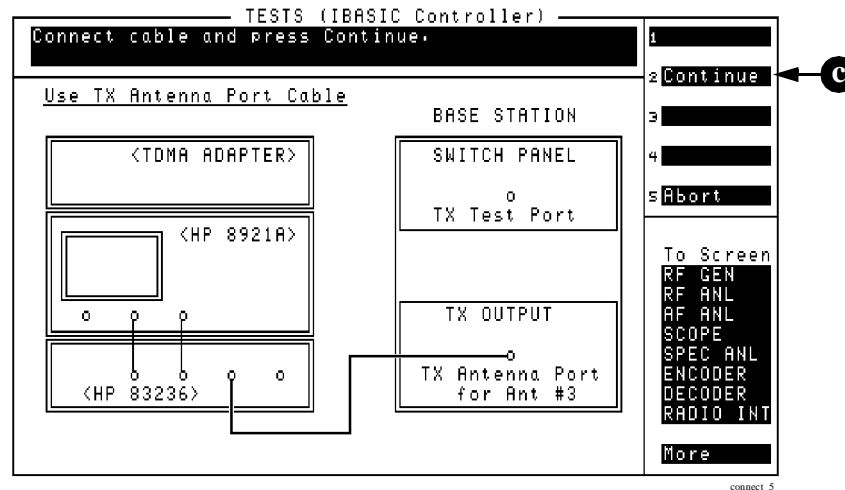 TESTS (IBASIC Controller)
Connect cable and press Continue.
Use TX Antenna Port Cable
<TDMA ADAPTER>
<HP 8921A>
<HP 83236>
BASE STATION
SWITCH PANEL
TX Test Port
TX OUTPUT
TX Antenna Port
for Ant #3
1
2 Continue
3
4
5 Abort
To Screen
RF GEN
RF ANL
AF ANL
SCOPE
SPEC ANL
ENCODER
DECODER
RADIO INT
More
c
connect_5